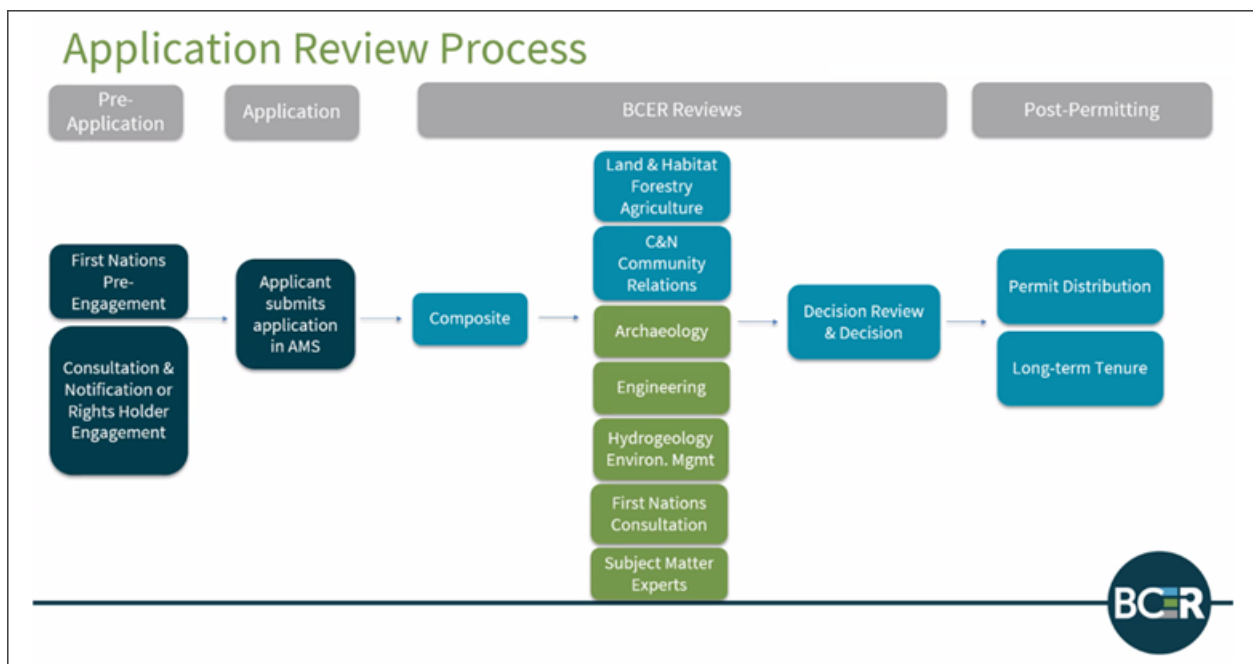 Application Review Process
Pre-
Application
Application
BCER Reviews
Post-Permitting
First Nations
Pre-
Engagement
Consultation &
Notification or
Rights Holder
Engagement
Applicant
submits
application
in AMS
Composite
Land & Habitat
Forestry
Agriculture
C&N
Community
Relations
Archaeology
Engineering
Hydrogeology
Environ. Mgmt
First Nations
Consultation
Subject Matter
Experts
Decision Review
& Decision
Permit Distribution
Long-term Tenure
BCER